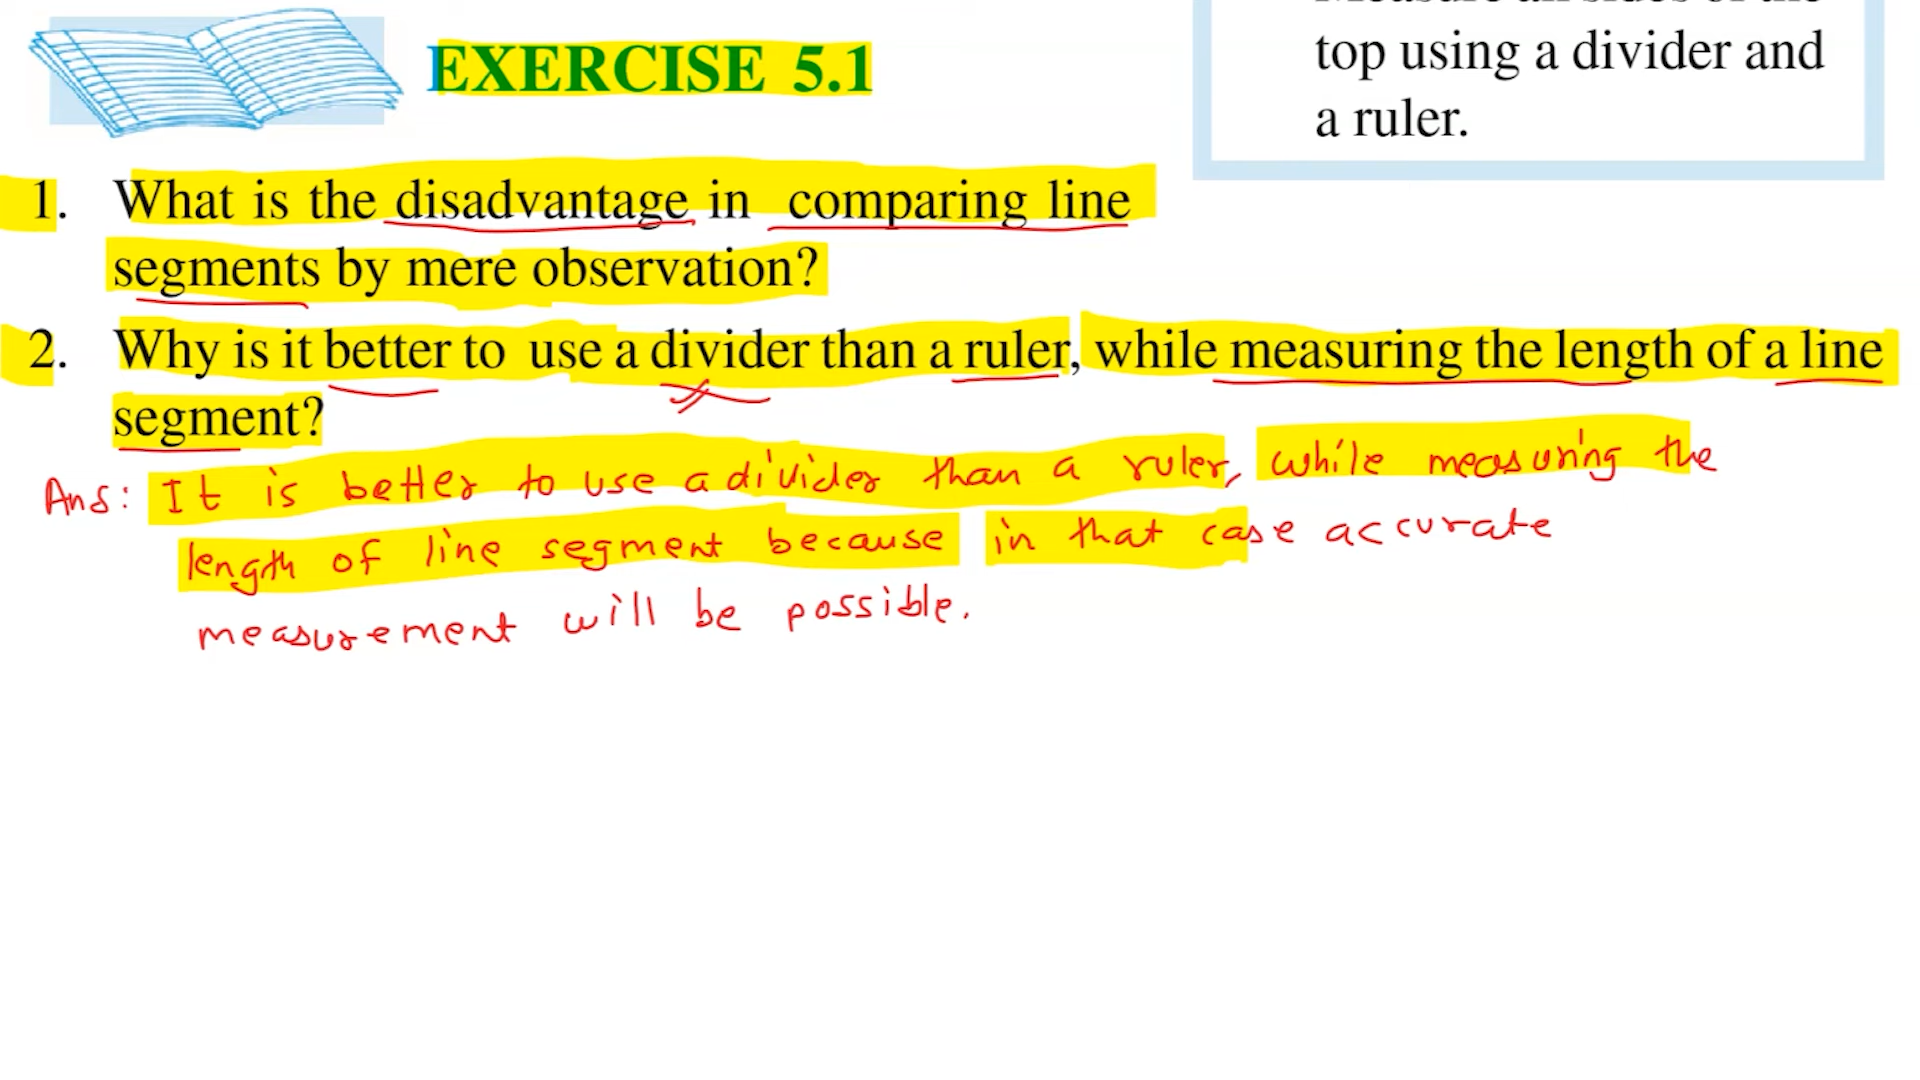 Measure all sides of the
top using a divider and
a ruler.
EXERCISE 5.1
1. What is the disadvantage in comparing line
segments by mere observation?
2. Why is it better to use a divider than a ruler, while measuring the length of a line
segment?
Ans: It is better to use a divider than a ruler, while measuring the
length of line segment because in that case accurate
measurement will be possible.